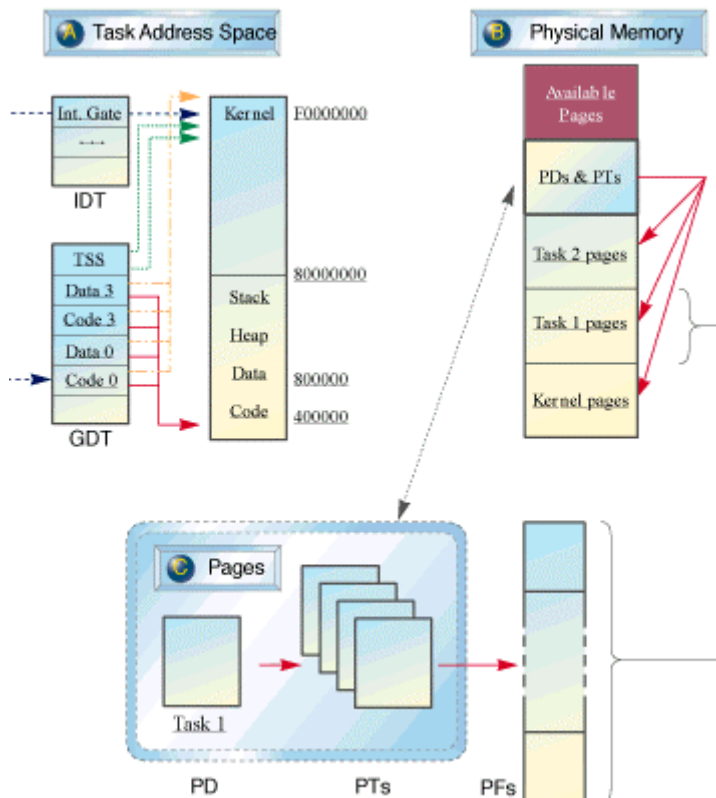 A Task Address Space
Int. Gate
-·-·-
IDT
TSS
Data 3
Code 3
Data 0
Code 0
GDT
Kernel
F0000000
80000000
Stack
Heap
Data
800000
Code
400000
B Physical Memory
Available
Pages
PDs & PTs
Task 2 pages
Task 1 pages
Kernel pages
C Pages
Task 1
PD
PTs
PFs